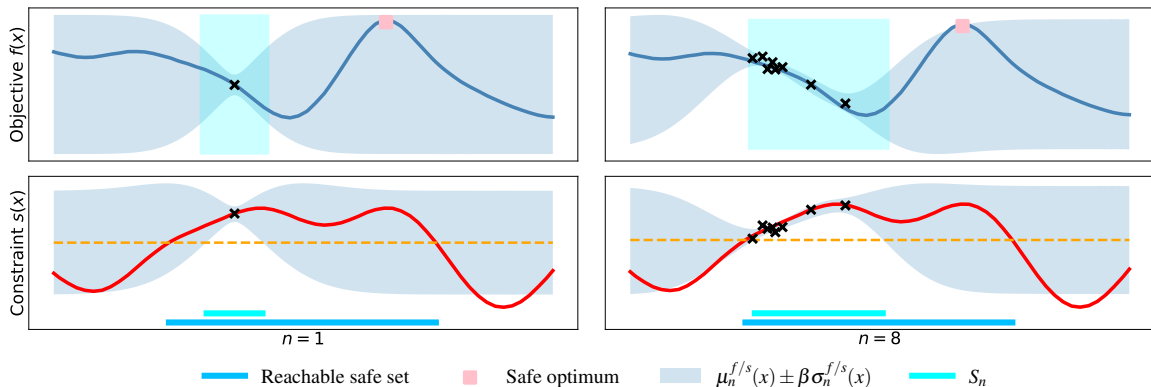 Objective f(x)
Constraint s(x)
n = 1
n = 8
Reachable safe set
Safe optimum
μ_n^{f/s}(x) ± βσ_n^{f/s}(x)
S_n